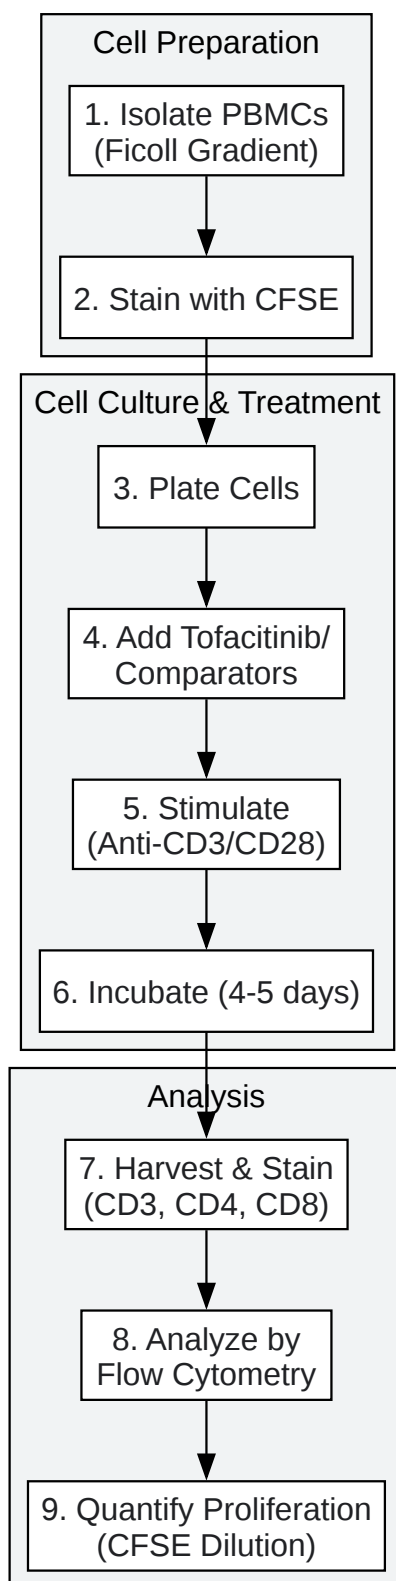 Cell Preparation
1. Isolate PBMCs
(Ficoll Gradient)
2. Stain with CFSE
Cell Culture & Treatment
3. Plate Cells
4. Add Tofacitinib/
Comparators
5. Stimulate
(Anti-CD3/CD28)
6. Incubate (4-5 days)
Analysis
7. Harvest & Stain
(CD3, CD4, CD8)
8. Analyze by
Flow Cytometry
9. Quantify Proliferation
(CFSE Dilution)